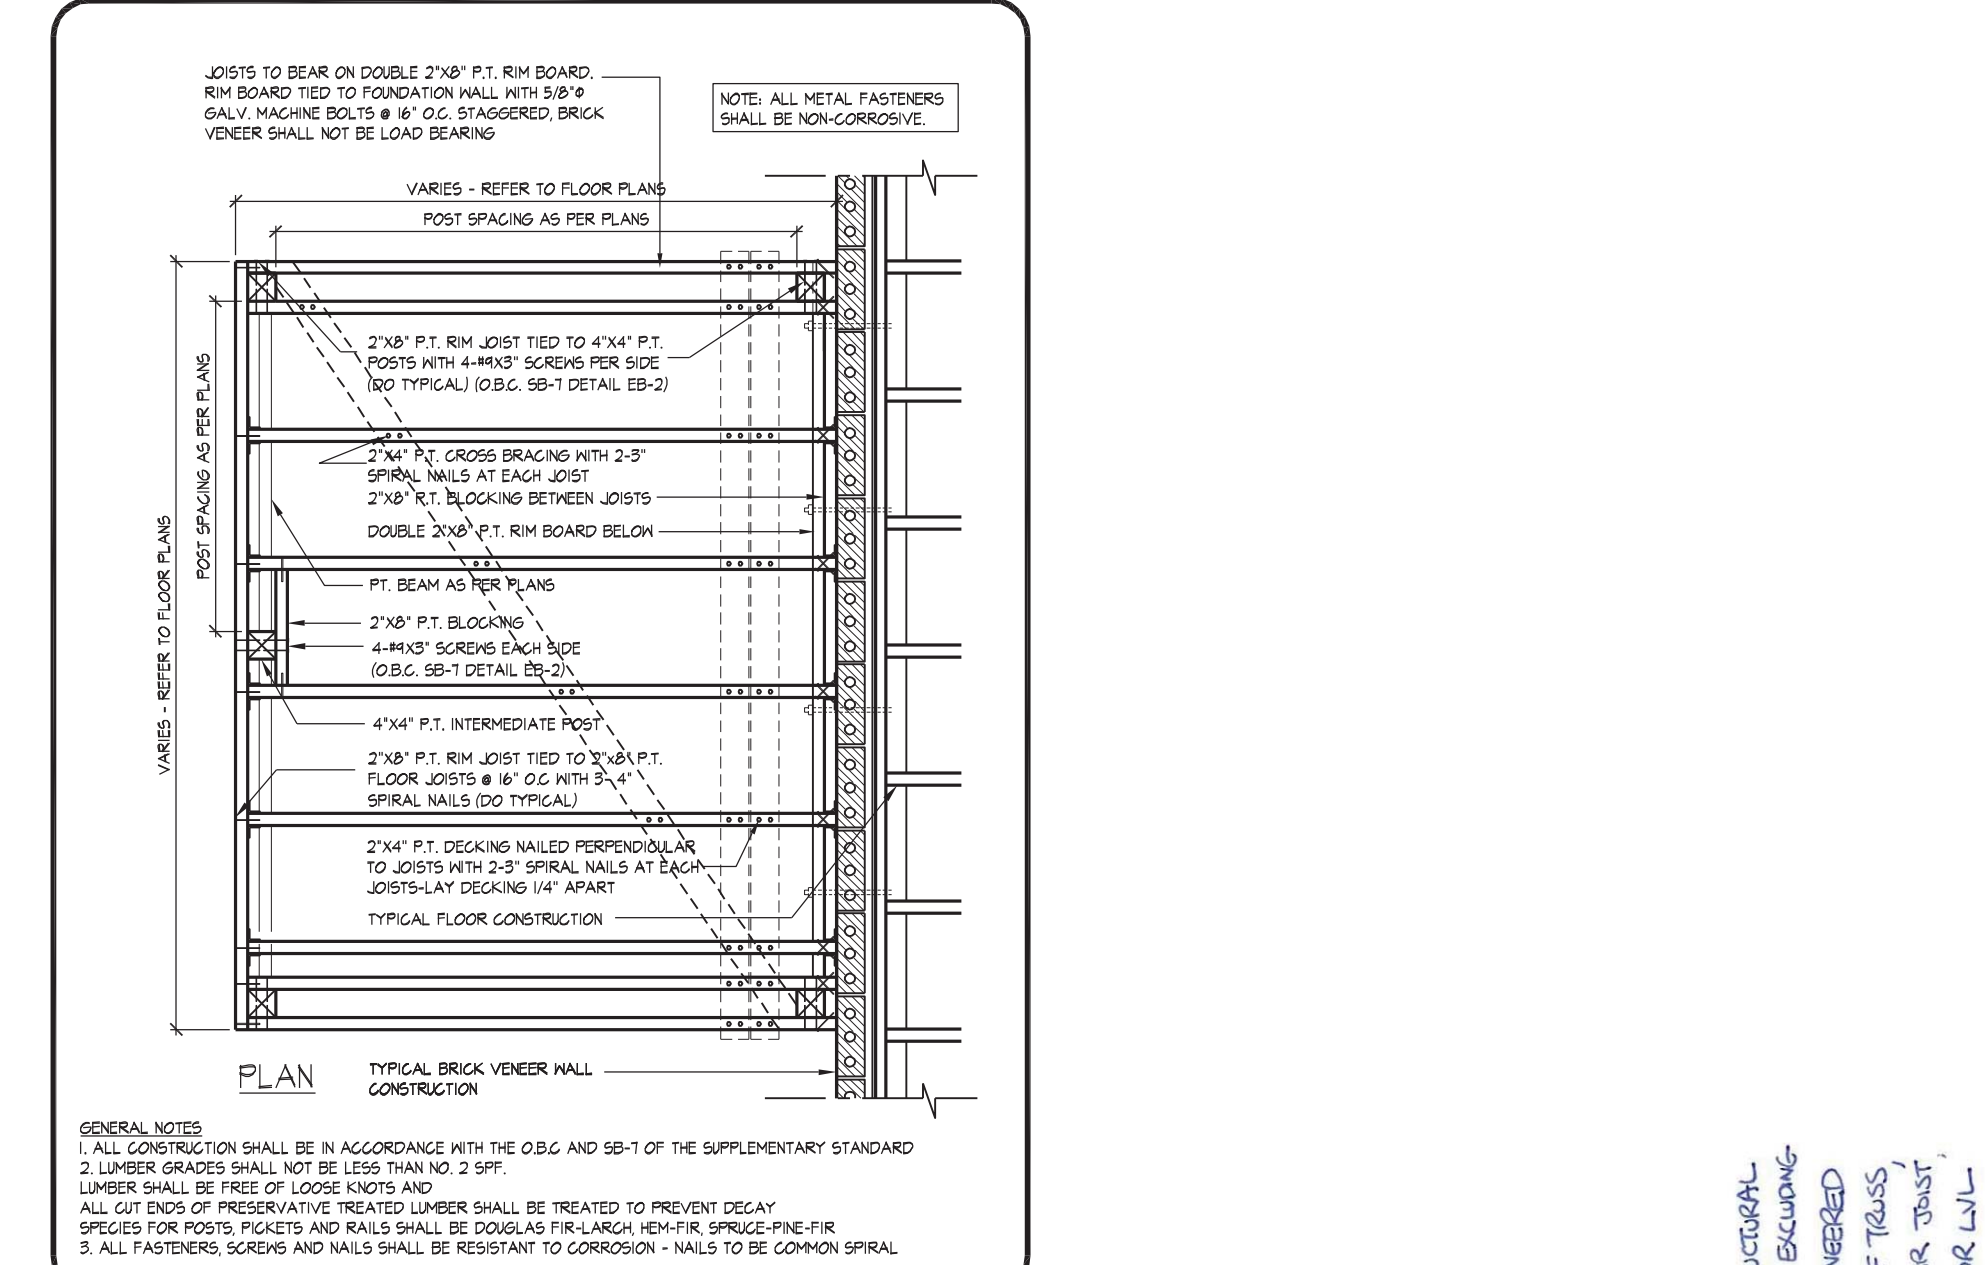 JOISTS TO BEAR ON DOUBLE 2"X8" P.T. RIM BOARD.
RIM BOARD TIED TO FOUNDATION WALL WITH 5/8"Φ
GALV. MACHINE BOLTS @ 16" O.C. STAGGERED, BRICK
VENEER SHALL NOT BE LOAD BEARING
NOTE: ALL METAL FASTENERS
SHALL BE NON-CORROSIVE.
VARIES - REFER TO FLOOR PLANS
POST SPACING AS PER PLANS
VARIES - REFER TO FLOOR PLANS
POST SPACING AS PER PLANS
2"X8" P.T. RIM JOIST TIED TO 4"X4" P.T.
POSTS WITH 4-#9X3" SCREWS PER SIDE
(DO TYPICAL) (O.B.C. SB-7 DETAIL EB-2)
2"X4" P.T. CROSS BRACING WITH 2-3"
SPIRAL NAILS AT EACH JOIST
2"X8" P.T. BLOCKING BETWEEN JOISTS
DOUBLE 2"X8" P.T. RIM BOARD BELOW
PT. BEAM AS PER PLANS
2"X8" P.T. BLOCKING
4-#9X3" SCREWS EACH SIDE
(O.B.C. SB-7 DETAIL EB-2)
4"X4" P.T. INTERMEDIATE POST
2"X8" P.T. RIM JOIST TIED TO 2"x8" P.T.
FLOOR JOISTS @ 16" O.C WITH 3- 4"
SPIRAL NAILS (DO TYPICAL)
2"X4" P.T. DECKING NAILED PERPENDICULAR
TO JOISTS WITH 2-3" SPIRAL NAILS AT EACH
JOISTS-LAY DECKING 1/4" APART
TYPICAL FLOOR CONSTRUCTION
PLAN
TYPICAL BRICK VENEER WALL
CONSTRUCTION
GENERAL NOTES
1. ALL CONSTRUCTION SHALL BE IN ACCORDANCE WITH THE O.B.C AND SB-7 OF THE SUPPLEMENTARY STANDARD
2. LUMBER GRADES SHALL NOT BE LESS THAN NO. 2 SPF.
LUMBER SHALL BE FREE OF LOOSE KNOTS AND
ALL CUT ENDS OF PRESERVATIVE TREATED LUMBER SHALL BE TREATED TO PREVENT DECAY
SPECIES FOR POSTS, PICKETS AND RAILS SHALL BE DOUGLAS FIR-LARCH, HEM-FIR, SPRUCE-PINE-FIR
3. ALL FASTENERS, SCREWS AND NAILS SHALL BE RESISTANT TO CORROSION - NAILS TO BE COMMON SPIRAL
CTURAL
EXCLUDING
NEERED
TRUSS,
R JOIST,
OR LVL